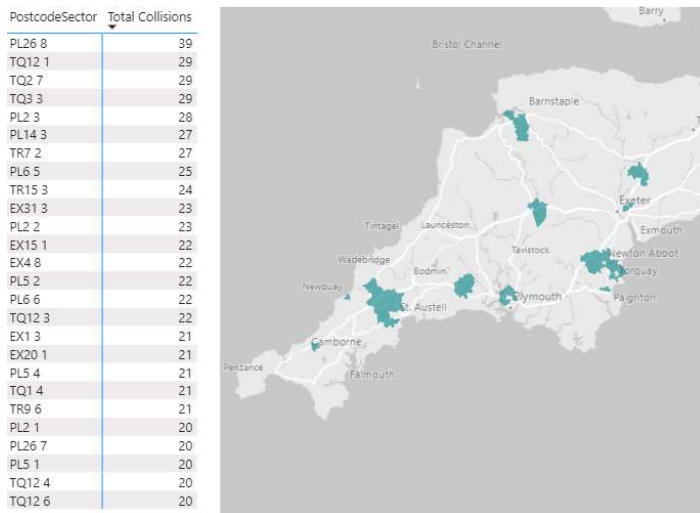 PostcodeSector Total Collisions
PL26 8 39
TQ12 1 29
TQ2 7 29
TQ3 3 29
PL2 3 28
PL14 3 27
TR7 2 27
PL6 5 25
TR15 3 24
EX31 3 23
PL2 2 23
EX15 1 22
EX4 8 22
PL5 2 22
PL6 6 22
TQ12 3 22
EX1 3 21
EX20 1 21
PL5 4 21
TQ1 4 21
TR9 6 21
PL2 1 20
PL26 7 20
PL5 1 20
TQ12 4 20
TQ12 6 20
Barry
Bristol Channel
Barnstaple
Exeter
Tintagel
Launceston
Exmouth
Tavistock
Newton Abbot
Wadebridge
Bodmin
Torquay
Newquay
Plymouth
Paignton
St. Austell
Camborne
Penzance
Falmouth